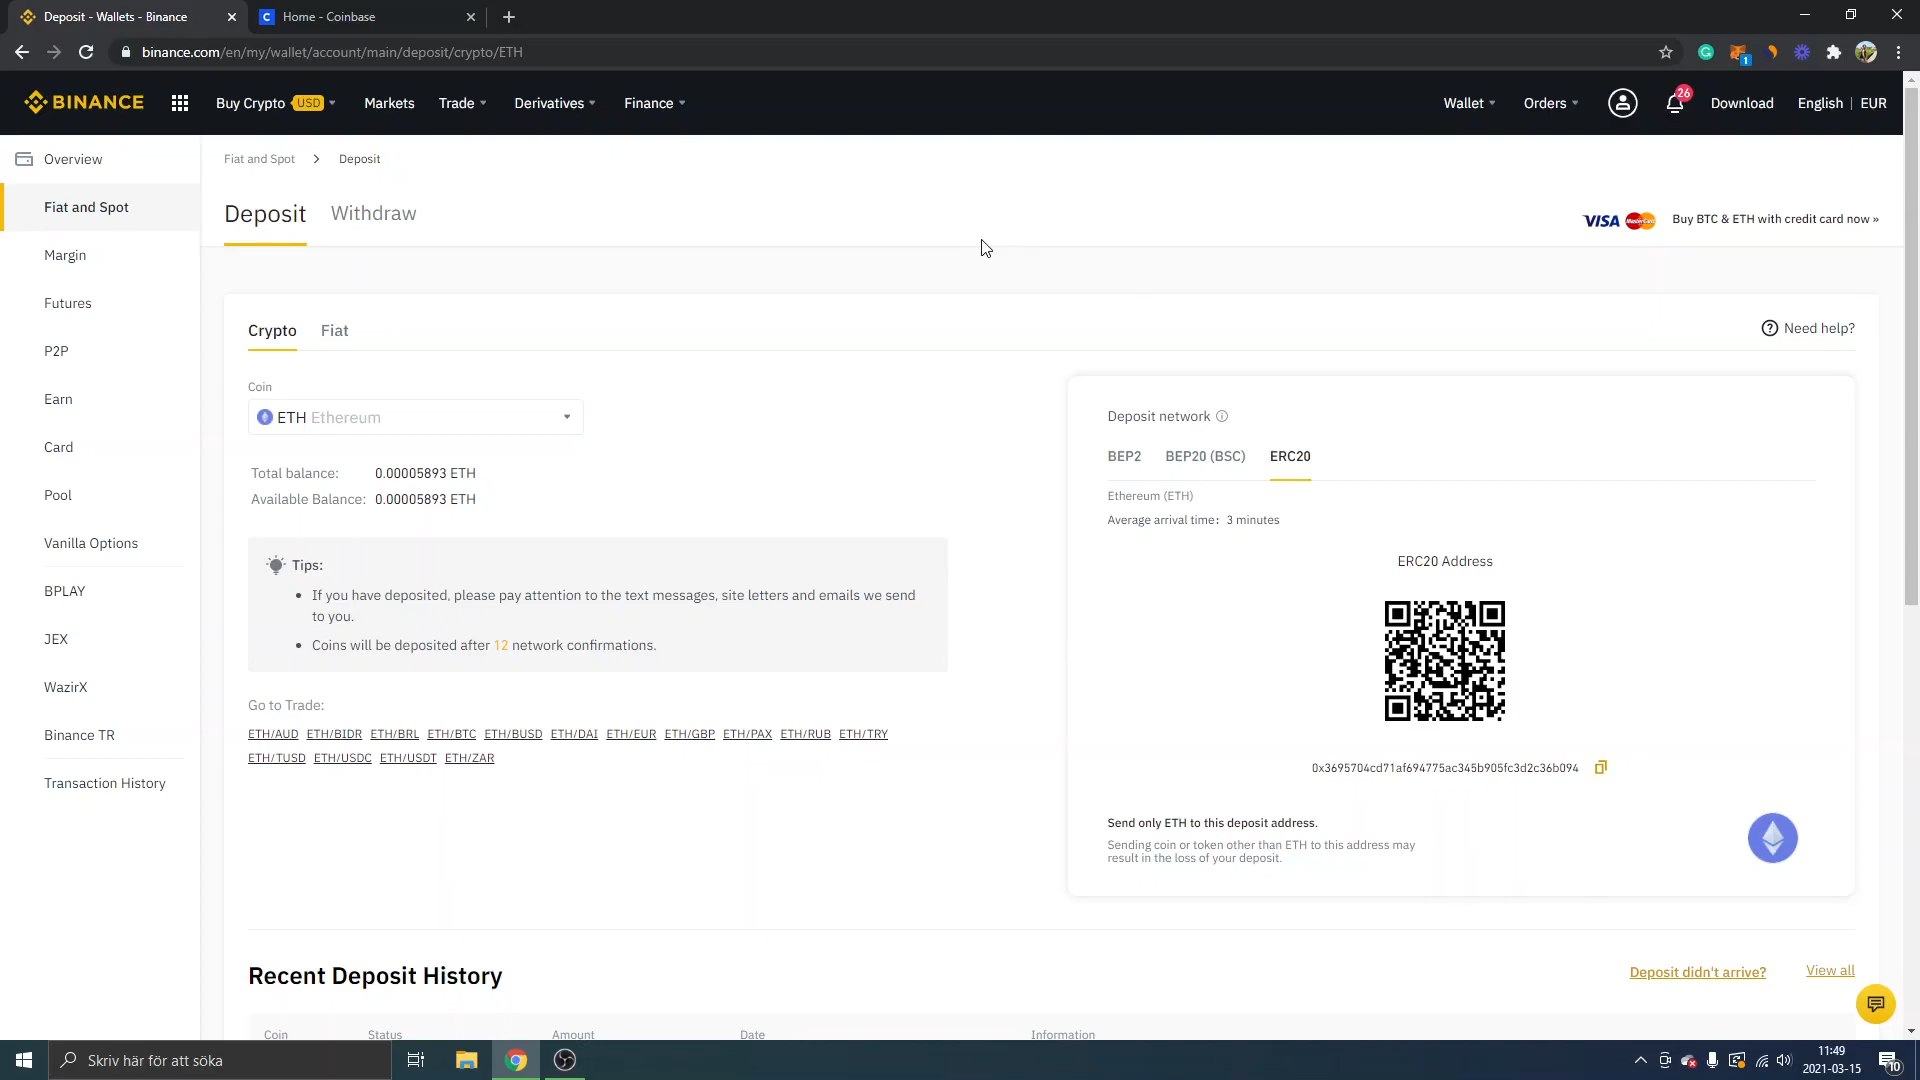 Deposit - Wallets - Binance
Home - Coinbase
binance.com/en/my/wallet/account/main/deposit/crypto/ETH
1
BINANCE
Buy Crypto USD
Markets
Trade
Derivatives
Finance
Wallet
Orders
26
Download
English | EUR
Overview
Fiat and Spot
Margin
Futures
P2P
Earn
Card
Pool
Vanilla Options
BPLAY
JEX
WazirX
Binance TR
Transaction History
Fiat and Spot > Deposit
Deposit
Withdraw
VISA MasterCard Buy BTC & ETH with credit card now »
Crypto
Fiat
Need help?
Coin
ETH Ethereum
Total balance: 0.00005893 ETH
Available Balance: 0.00005893 ETH
Tips:
• If you have deposited, please pay attention to the text messages, site letters and emails we send
to you.
• Coins will be deposited after 12 network confirmations.
Go to Trade:
ETH/AUD ETH/BIDR ETH/BRL ETH/BTC ETH/BUSD ETH/DAI ETH/EUR ETH/GBP ETH/PAX ETH/RUB ETH/TRY
ETH/TUSD ETH/USDC ETH/USDT ETH/ZAR
Deposit network
BEP2 BEP20 (BSC) ERC20
Ethereum (ETH)
Average arrival time: 3 minutes
ERC20 Address
0x3695704cd71af694775ac345b905fc3d2c36b094
Send only ETH to this deposit address.
Sending coin or token other than ETH to this address may
result in the loss of your deposit.
Recent Deposit History
Deposit didn't arrive?
View all
Coin Status Amount Date Information
Skriv här för att söka
11:49
2021-03-15
10